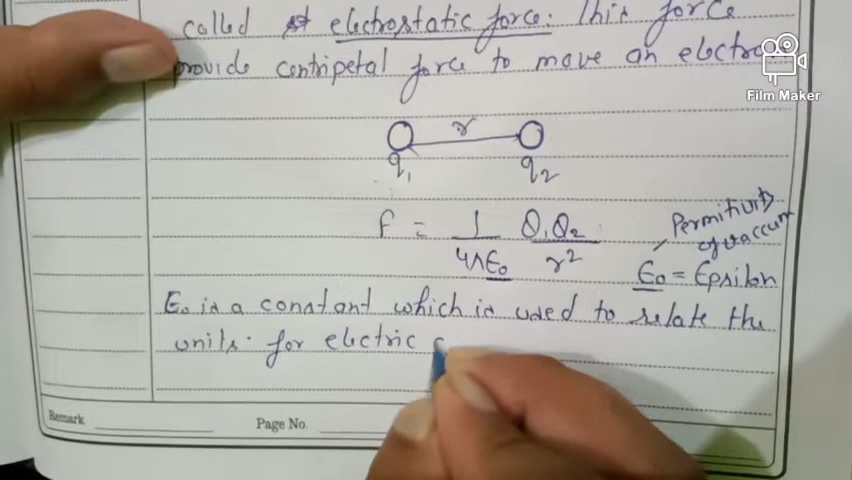 called electrostatic force. This force
provide centripetal force to move an electro
Film Maker
r
q1 q2
F = 1/4πε0 Q1Q2/r2
Permitivity
of vaccum
ε0 = Epsilon
E0 is a constant which is used to relate the
units. for electric
Remark
Page No.